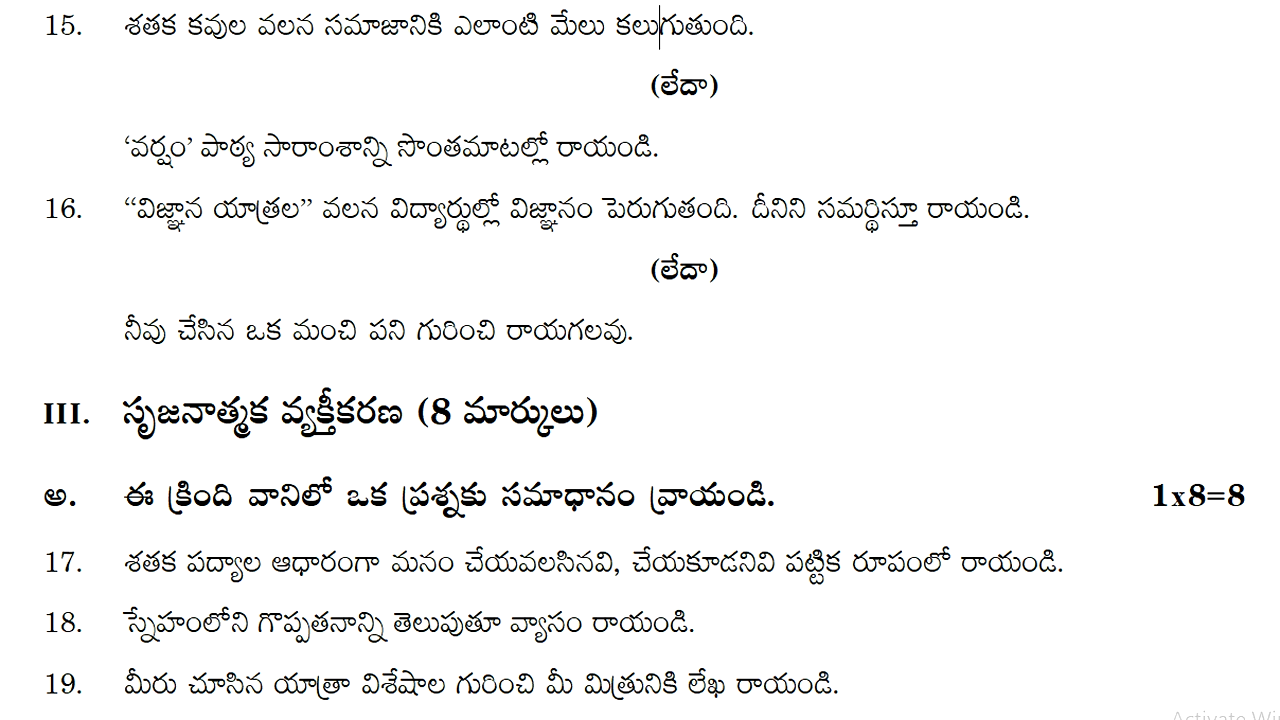 15. శతక కవుల వలన సమాజానికి ఎలాంటి మేలు కలుగుతుంది.
(లేదా)
‘వర్షం’ పాఠ్య సారాంశాన్ని సొంతమాటల్లో రాయండి.
16. “విజ్ఞాన యాత్రల” వలన విద్యార్థుల్లో విజ్ఞానం పెరుగుతంది. దీనిని సమర్థిస్తూ రాయండి.
(లేదా)
నీవు చేసిన ఒక మంచి పని గురించి రాయగలవు.
III. సృజనాత్మక వ్యక్తీకరణ (8 మార్కులు)
అ. ఈ క్రింది వానిలో ఒక ప్రశ్నకు సమాధానం వ్రాయండి. 1x8=8
17. శతక పద్యాల ఆధారంగా మనం చేయవలసినవి, చేయకూడనివి పట్టిక రూపంలో రాయండి.
18. స్నేహంలోని గొప్పతనాన్ని తెలుపుతూ వ్యాసం రాయండి.
19. మీరు చూసిన యాత్రా విశేషాల గురించి మీ మిత్రునికి లేఖ రాయండి.